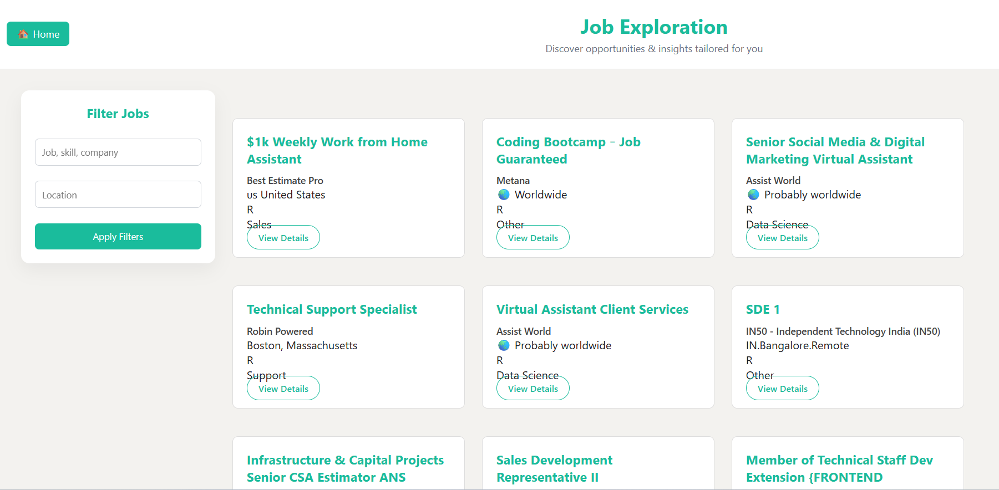 Home
Job Exploration
Discover opportunities & insights tailored for you
Filter Jobs
Job, skill, company
Location
Apply Filters
$1k Weekly Work from Home
Assistant
Best Estimate Pro
us United States
R
Sales
View Details
Coding Bootcamp - Job
Guaranteed
Metana
Worldwide
R
Other
View Details
Senior Social Media & Digital
Marketing Virtual Assistant
Assist World
Probably worldwide
R
Data Science
View Details
Technical Support Specialist
Robin Powered
Boston, Massachusetts
R
Support
View Details
Virtual Assistant Client Services
Assist World
Probably worldwide
R
Data Science
View Details
SDE 1
IN50 - Independent Technology India (IN50)
IN.Bangalore.Remote
R
Other
View Details
Infrastructure & Capital Projects
Senior CSA Estimator ANS
Sales Development
Representative II
Member of Technical Staff Dev
Extension {FRONTEND